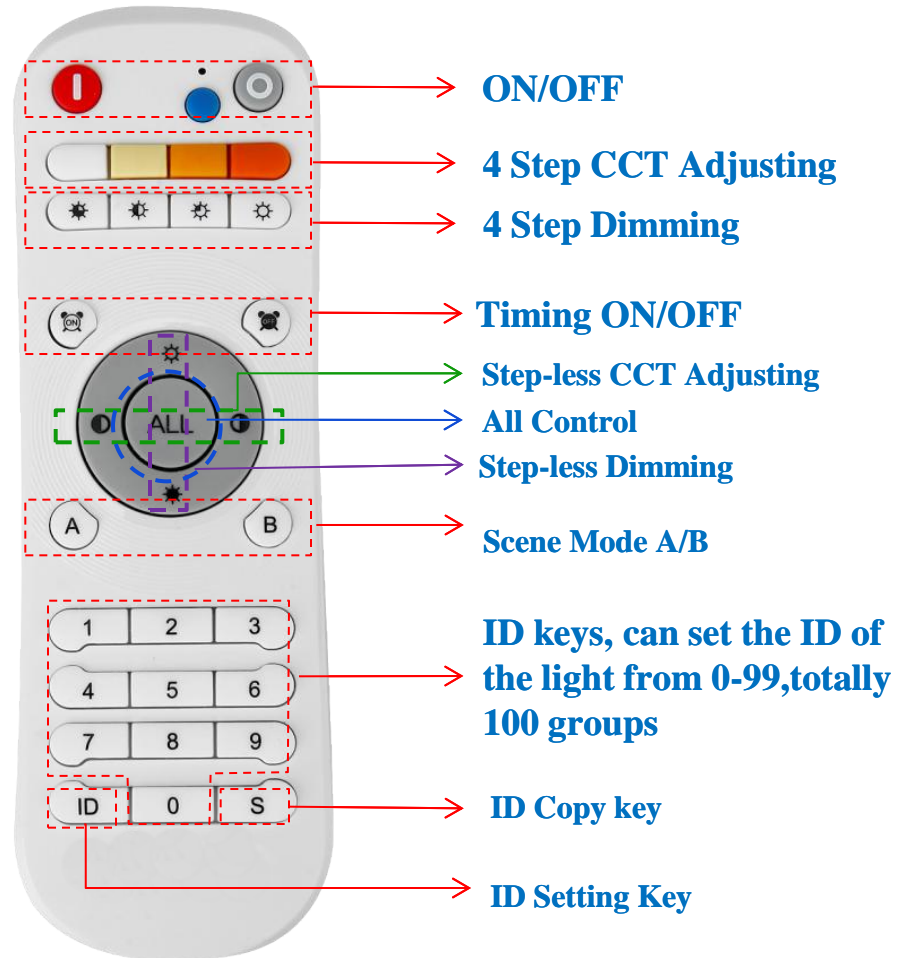 ON/OFF
4 Step CCT Adjusting
4 Step Dimming
ON
OFF
Timing ON/OFF
Step-less CCT Adjusting
ALL
All Control
Step-less Dimming
A
B
Scene Mode A/B
1 2 3
ID keys, can set the ID of
the light from 0-99,totally
100 groups
4 5 6
7 8 9
ID 0 S
ID Copy key
ID Setting Key